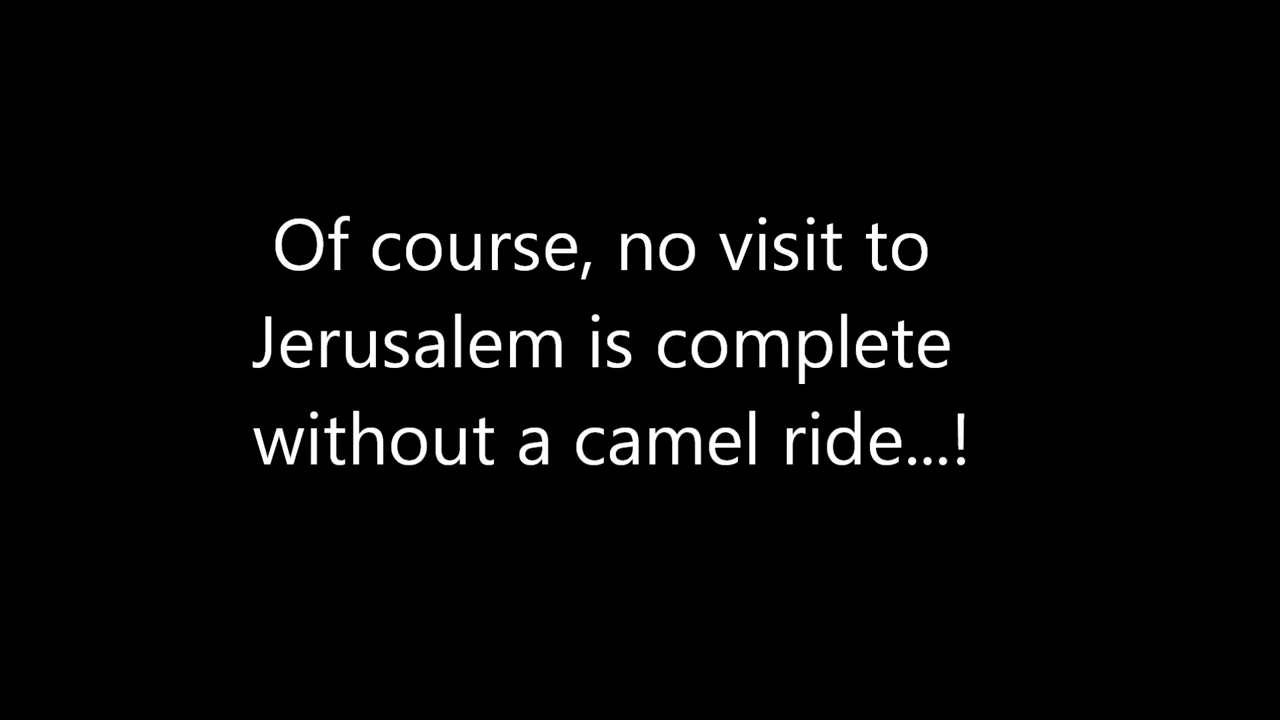 Of course, no visit to
Jerusalem is complete
without a camel ride...!